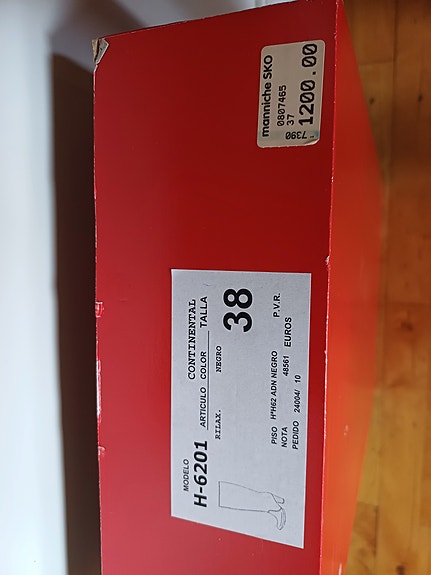 manniche SKO
0807465
37
7390 1200.00
CONTINENTAL
MODELO ARTICULO COLOR TALLA
H-6201 RILAX. NEGRO 38
PISO H*H62 ADN NEGRO P.V.R.
NOTA 48561 EUROS
PEDIDO 24004/ 10